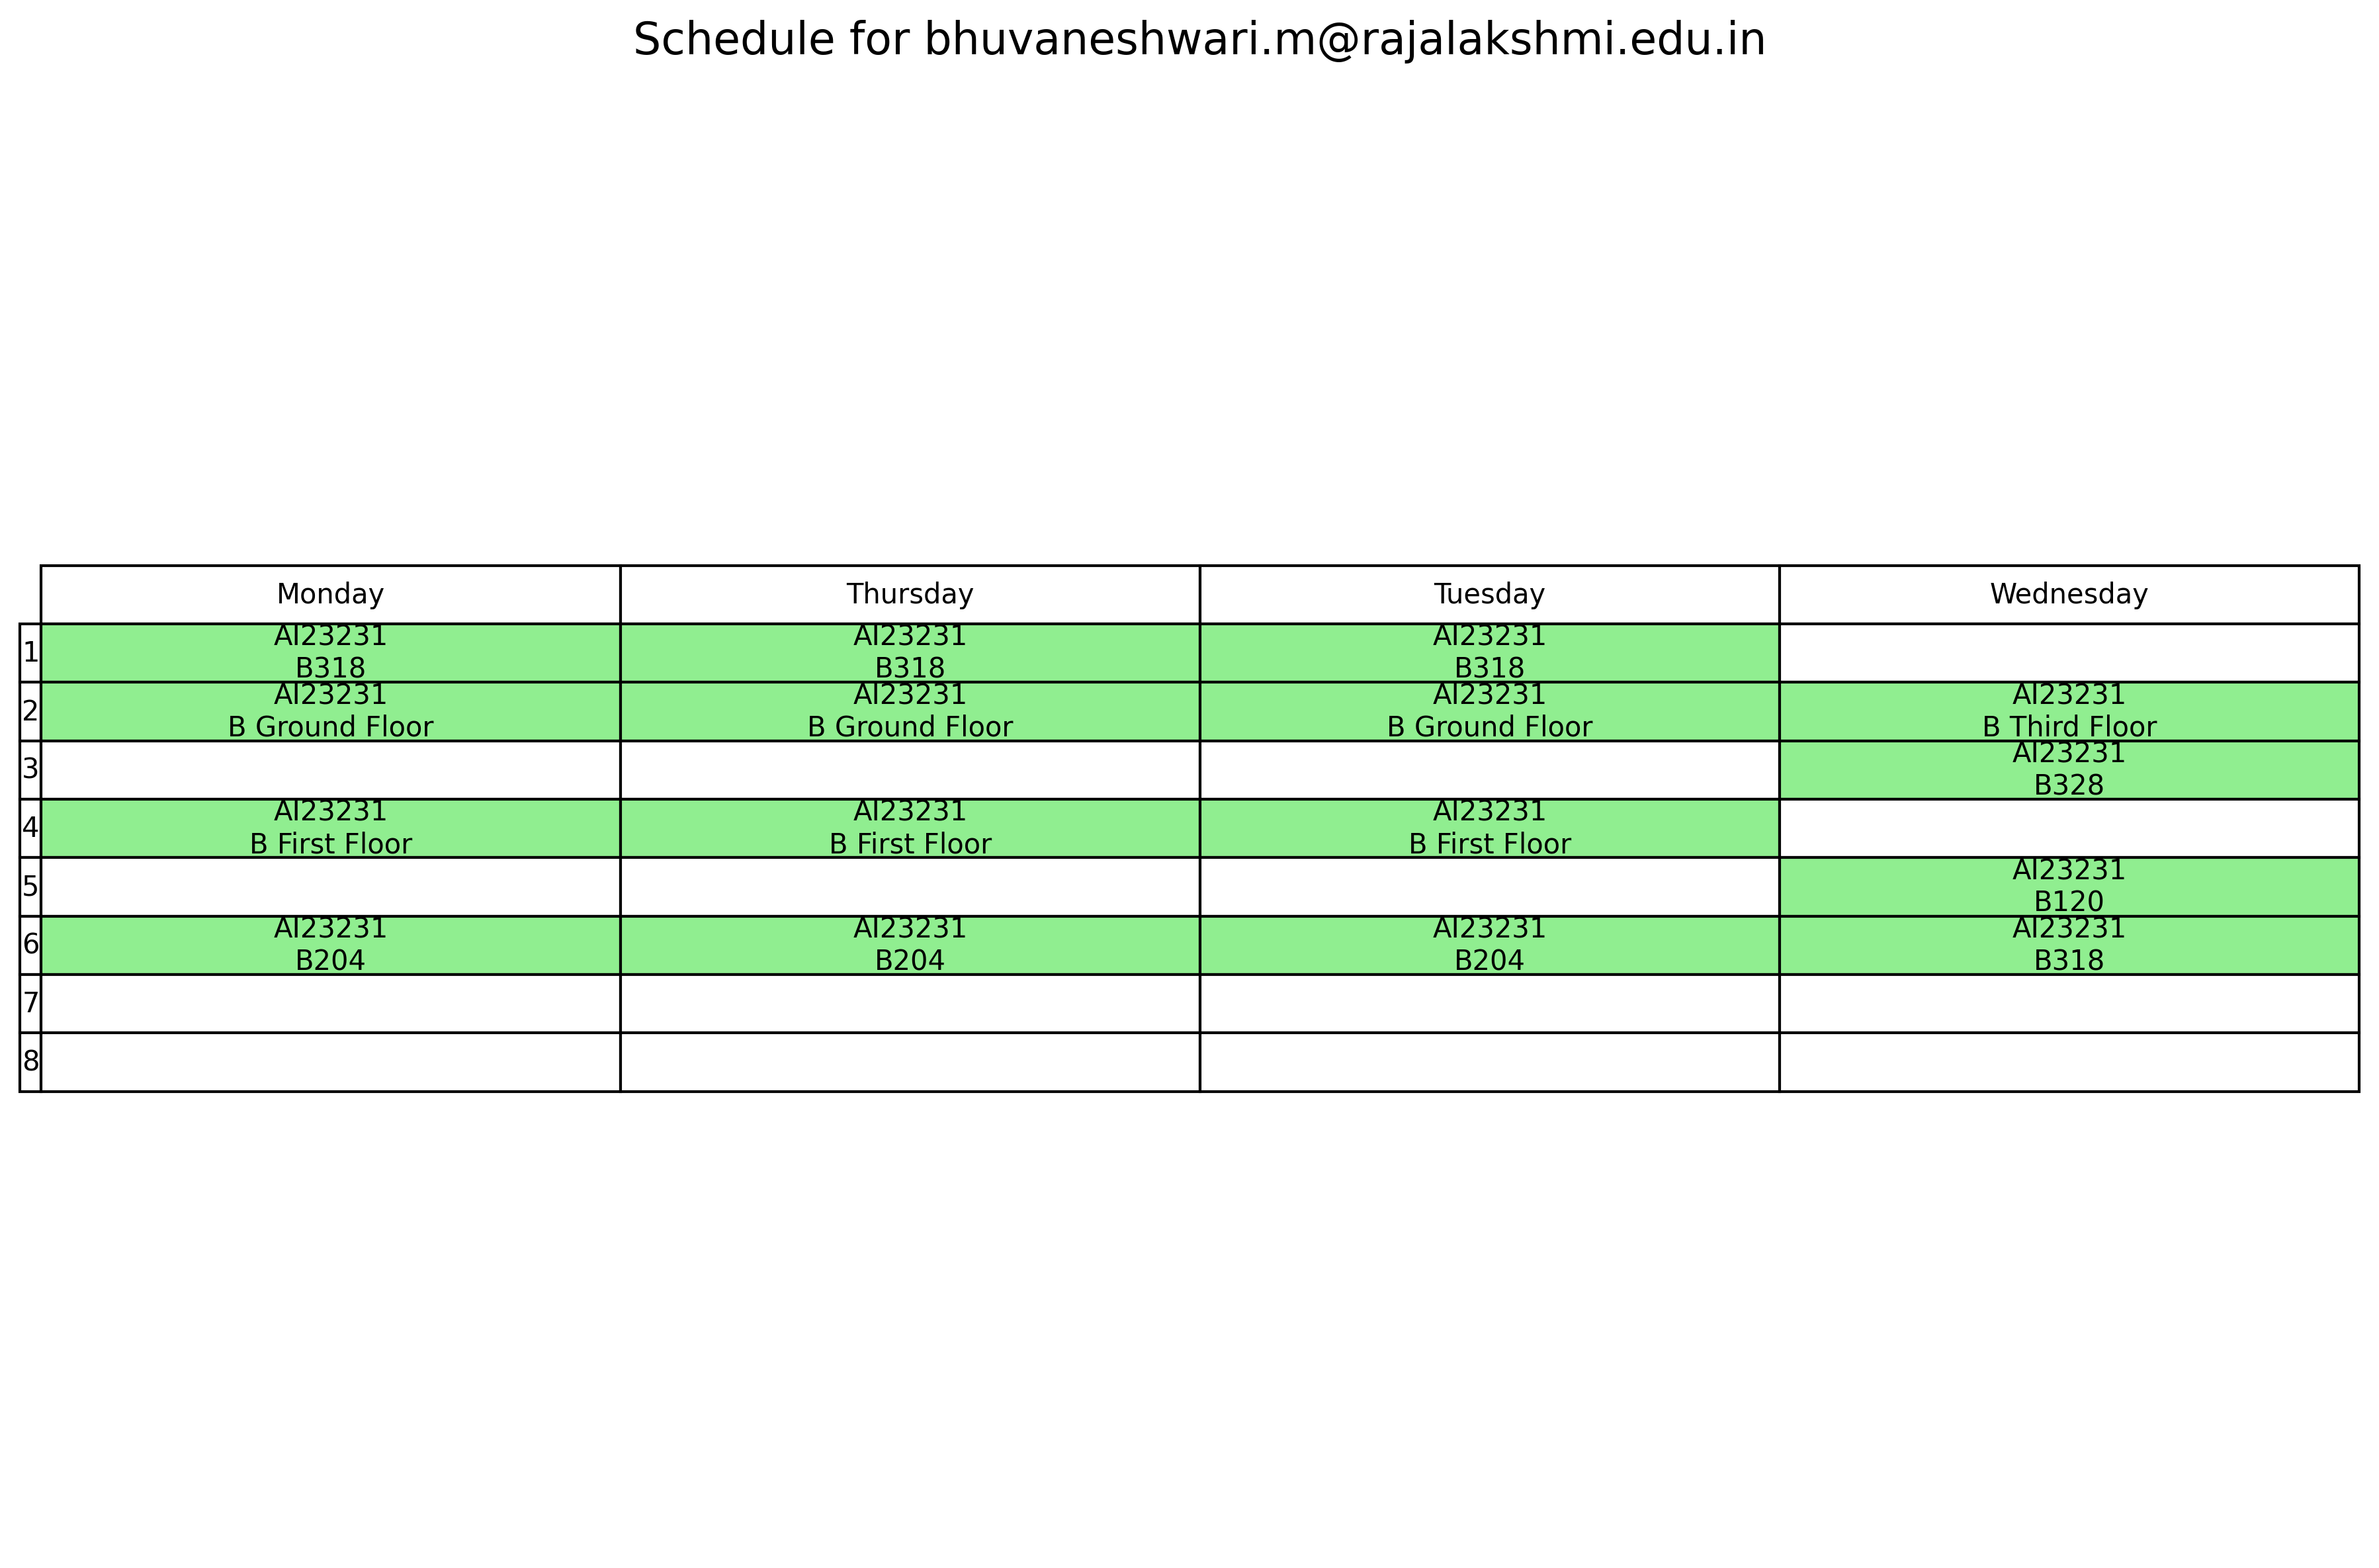 Schedule for bhuvaneshwari.m@rajalakshmi.edu.in
Monday Thursday Tuesday Wednesday
1 AI23231 AI23231 AI23231
B318 B318 B318
2 AI23231 AI23231 AI23231 AI23231
B Ground Floor B Ground Floor B Ground Floor B Third Floor
3 AI23231
B328
4 AI23231 AI23231 AI23231
B First Floor B First Floor B First Floor
5 AI23231
B120
6 AI23231 AI23231 AI23231 AI23231
B204 B204 B204 B318
7
8